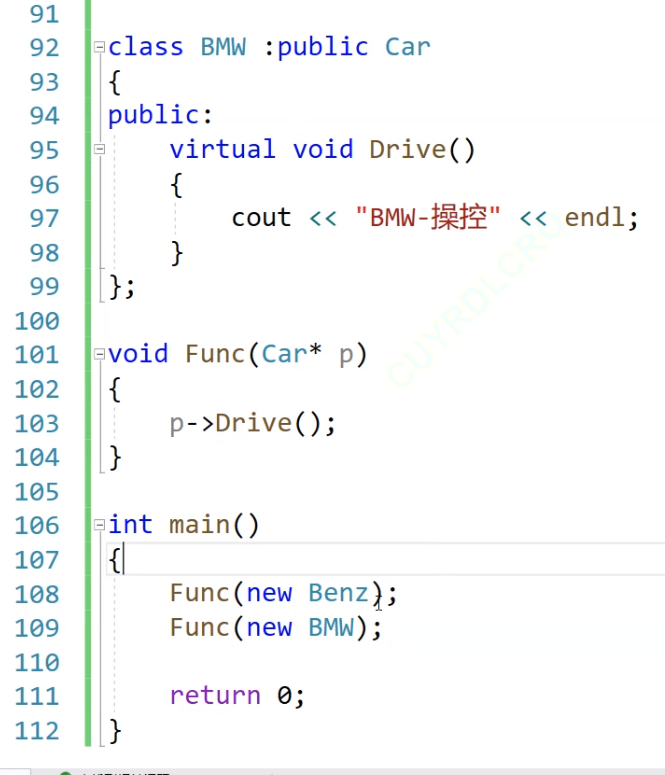 91
92 class BMW :public Car
93 {
94 public:
95     virtual void Drive()
96     {
97         cout << "BMW-操控" << endl;
98     }
99 };
100
101 void Func(Car* p)
102 {
103     p->Drive();
104 }
105
106 int main()
107 {
108     Func(new Benz);
109     Func(new BMW);
110
111     return 0;
112 }
CUYRDLCRO